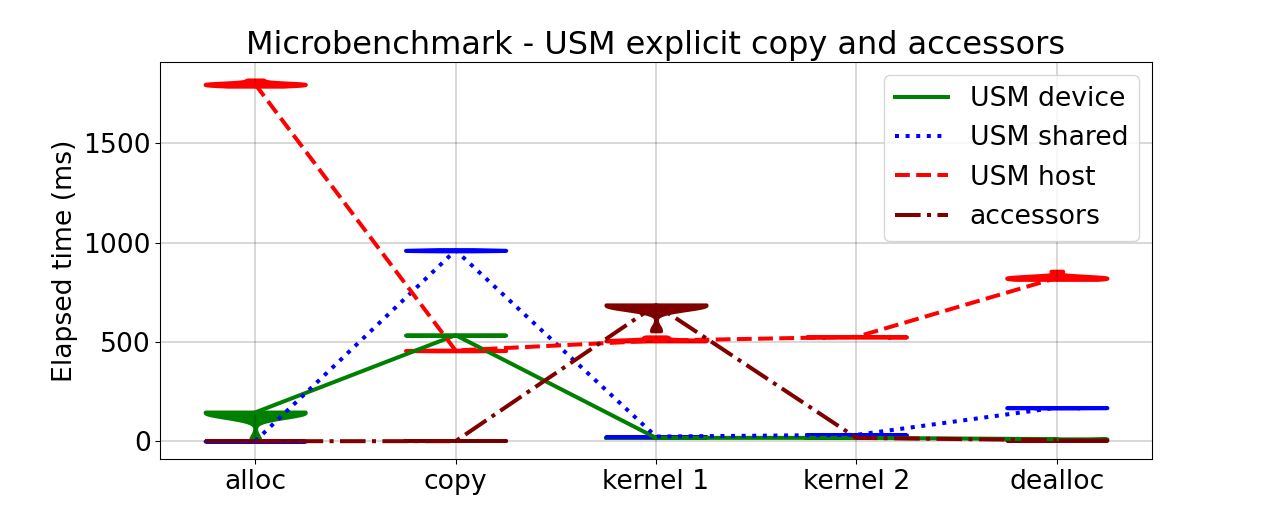 Microbenchmark - USM explicit copy and accessors
Elapsed time (ms)
1500
1000
500
0
alloc
copy
kernel 1
kernel 2
dealloc
USM device
USM shared
USM host
accessors